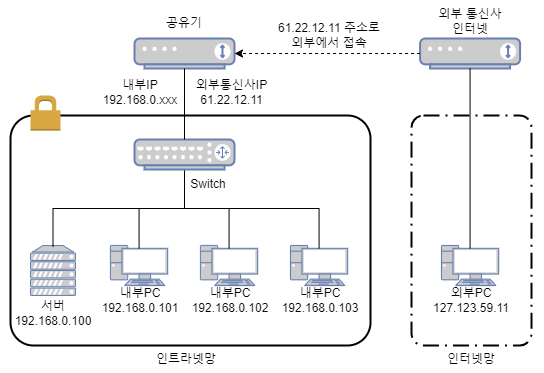 공유기
61.22.12.11 주소로
외부에서 접속
외부 통신사
인터넷
내부IP
192.168.0.xxx
외부통신사IP
61.22.12.11
Switch
서버
192.168.0.100
내부PC
192.168.0.101
내부PC
192.168.0.102
내부PC
192.168.0.103
외부PC
127.123.59.11
인트라넷망
인터넷망